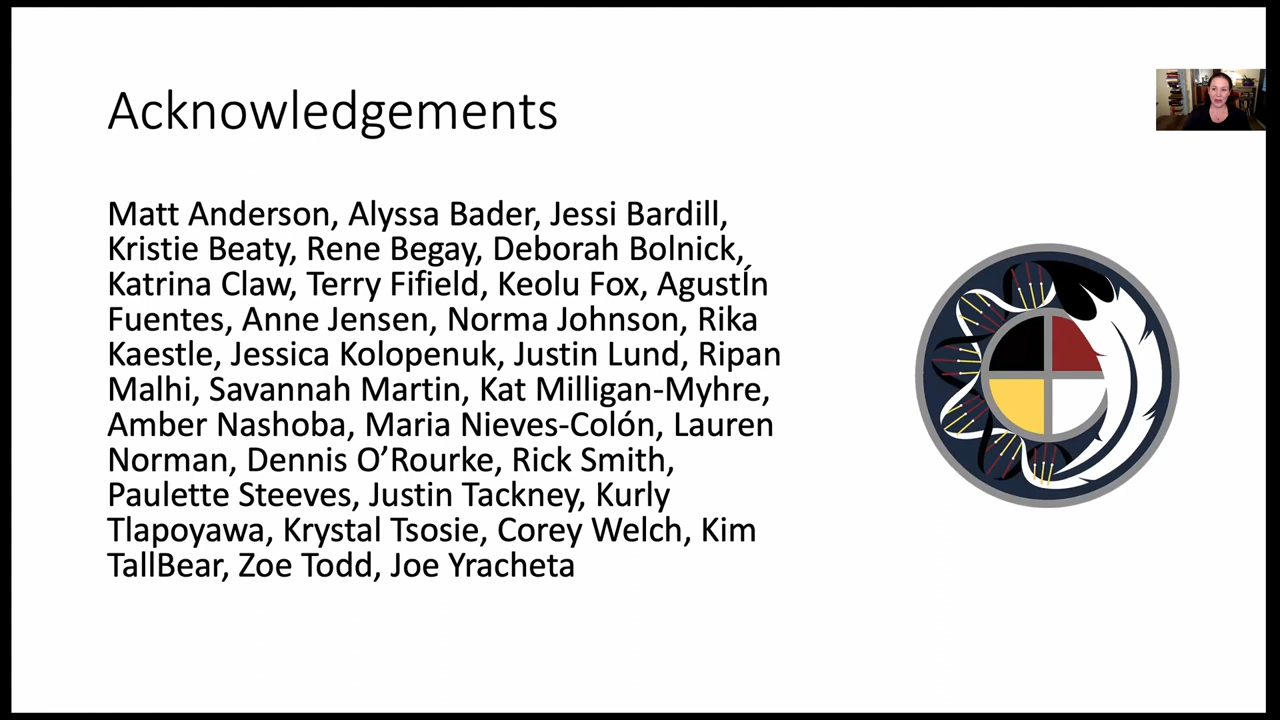 Acknowledgements
Matt Anderson, Alyssa Bader, Jessi Bardill,
Kristie Beaty, Rene Begay, Deborah Bolnick,
Katrina Claw, Terry Fifield, Keolu Fox, AgustÍn
Fuentes, Anne Jensen, Norma Johnson, Rika
Kaestle, Jessica Kolopenuk, Justin Lund, Ripan
Malhi, Savannah Martin, Kat Milligan-Myhre,
Amber Nashoba, Maria Nieves-Colón, Lauren
Norman, Dennis O’Rourke, Rick Smith,
Paulette Steeves, Justin Tackney, Kurly
Tlapoyawa, Krystal Tsosie, Corey Welch, Kim
TallBear, Zoe Todd, Joe Yracheta